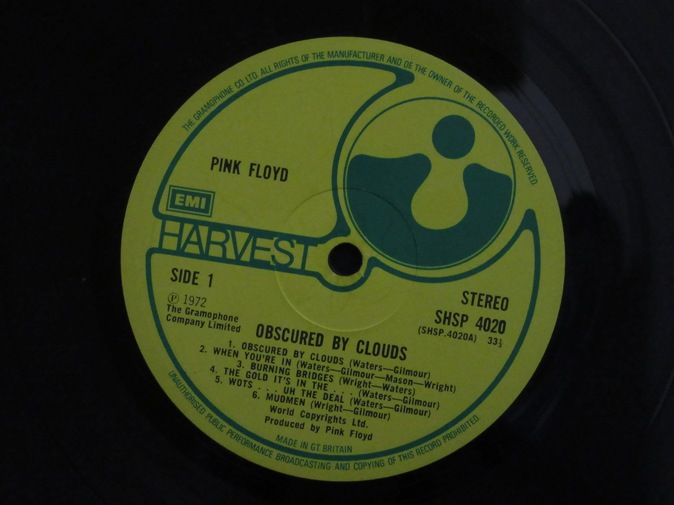 THE GRAMOPHONE CO LTD. ALL RIGHTS OF THE MANUFACTURER AND OF THE OWNER OF THE RECORDED WORK RESERVED.
PINK FLOYD
EMI
HARVEST
SIDE 1
STEREO
℗ 1972
SHSP 4020
The Gramophone
(SHSP.4020A) 33⅓
Company Limited
OBSCURED BY CLOUDS
1. OBSCURED BY CLOUDS (Waters—Gilmour)
2. WHEN YOU'RE IN (Waters—Gilmour—Mason—Wright)
3. BURNING BRIDGES (Wright—Waters)
4. THE GOLD IT'S IN THE . . . (Waters—Gilmour)
5. WOTS . . . UH THE DEAL (Waters—Gilmour)
6. MUDMEN (Wright—Gilmour)
World Copyrights Ltd.
Produced by Pink Floyd
MADE IN GT BRITAIN
UNAUTHORISED PUBLIC PERFORMANCE BROADCASTING AND COPYING OF THIS RECORD PROHIBITED